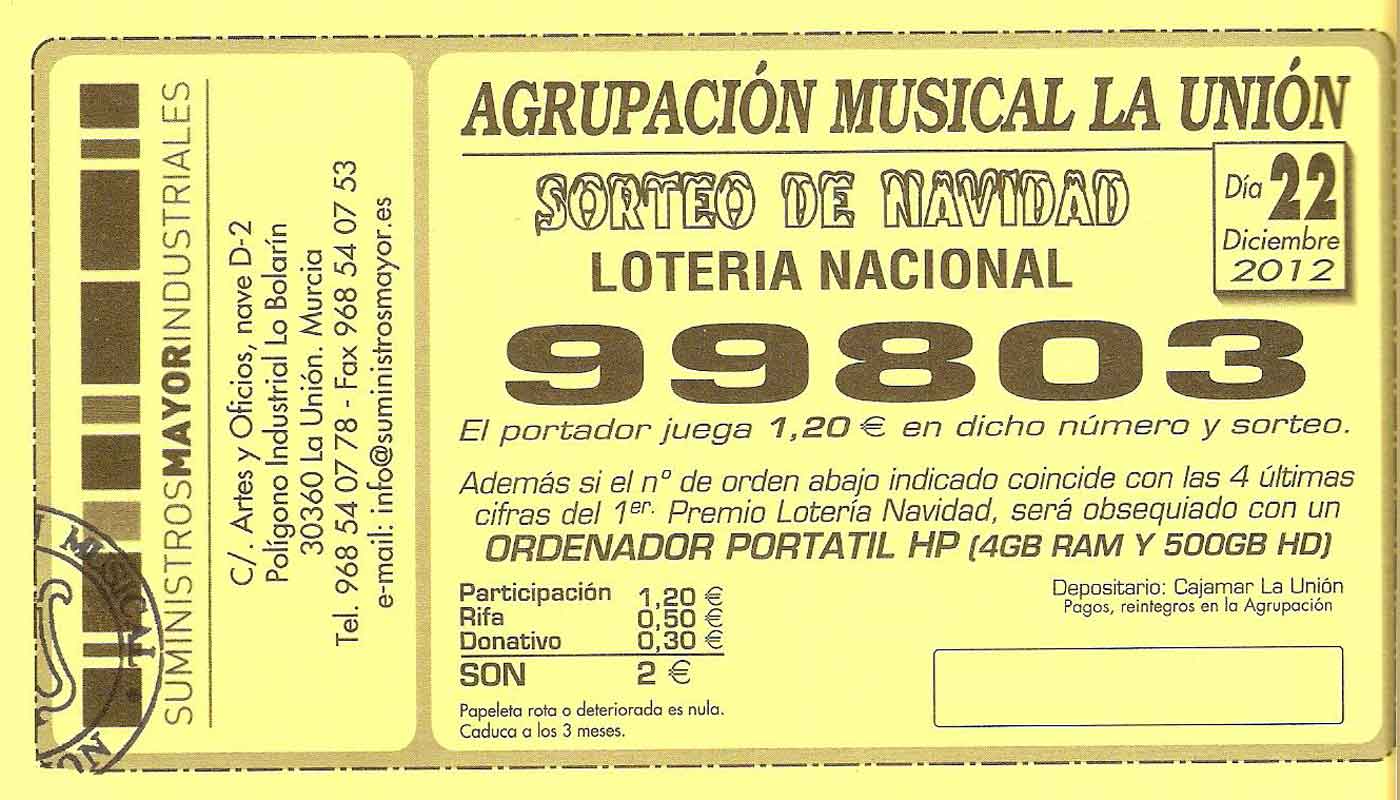 SUMINISTROSMAYORINDUSTRIALES
C/. Artes y Oficios, nave D-2
Polígono Industrial Lo Bolarín
30360 La Unión. Murcia
Tel. 968 54 07 78 - Fax 968 54 07 53
e-mail: info@suministrosmayor.es
MUSICAL
AGRUPACIÓN MUSICAL LA UNIÓN
SORTEO DE NAVIDAD
LOTERIA NACIONAL
Día 22
Diciembre
2012
99803
El portador juega 1,20 € en dicho número y sorteo.
Además si el nº de orden abajo indicado coincide con las 4 últimas
cifras del 1er. Premio Lotería Navidad, será obsequiado con un
ORDENADOR PORTATIL HP (4GB RAM Y 500GB HD)
Participación 1,20 €
Rifa 0,50 €
Donativo 0,30 €
SON 2 €
Papeleta rota o deteriorada es nula.
Caduca a los 3 meses.
Depositario: Cajamar La Unión
Pagos, reintegros en la Agrupación